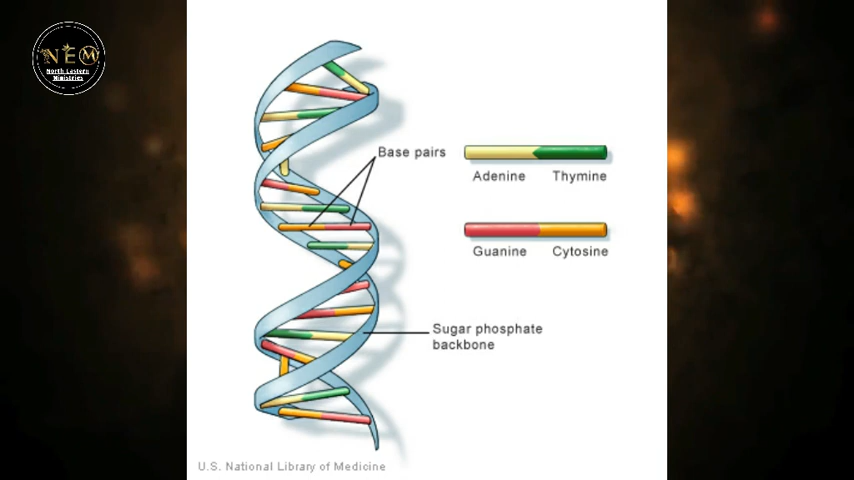 NEM
North Eastern
Ministries
Base pairs
Adenine Thymine
Guanine Cytosine
Sugar phosphate
backbone
U.S. National Library of Medicine